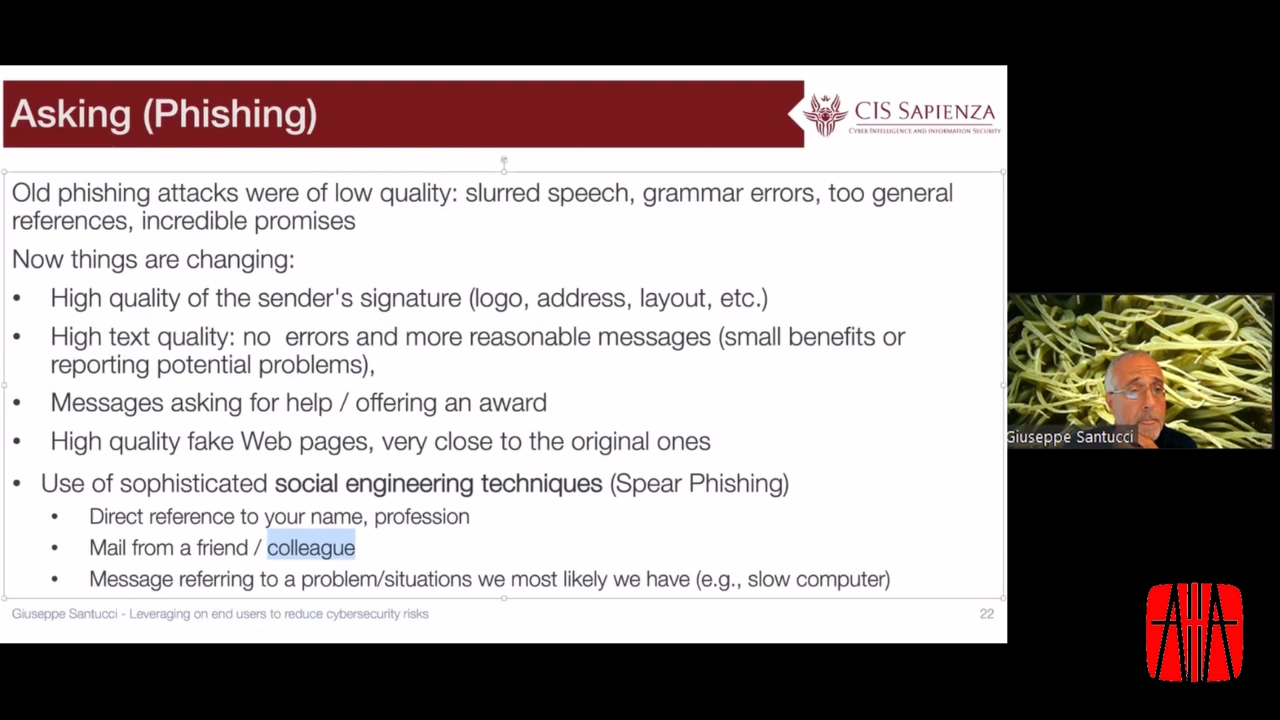 Asking (Phishing)
CIS SAPIENZA
CYBER INTELLIGENCE AND INFORMATION SECURITY
Old phishing attacks were of low quality: slurred speech, grammar errors, too general
references, incredible promises
Now things are changing:
• High quality of the sender's signature (logo, address, layout, etc.)
• High text quality: no  errors and more reasonable messages (small benefits or
reporting potential problems),
• Messages asking for help / offering an award
• High quality fake Web pages, very close to the original ones
• Use of sophisticated social engineering techniques (Spear Phishing)
• Direct reference to your name, profession
• Mail from a friend / colleague
• Message referring to a problem/situations we most likely we have (e.g., slow computer)
Giuseppe Santucci - Leveraging on end users to reduce cybersecurity risks
22
Giuseppe Santucci